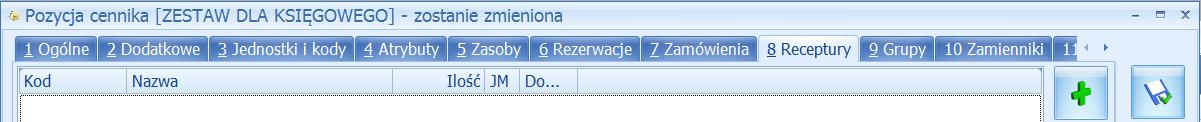 Pozycja cennika [ZESTAW DLA KSIĘGOWEGO] - zostanie zmieniona
1 Ogólne 2 Dodatkowe 3 Jednostki i kody 4 Atrybuty 5 Zasoby 6 Rezerwacje 7 Zamówienia 8 Receptury 9 Grupy 10 Zamienniki 11
Kod Nazwa Ilość JM Do...